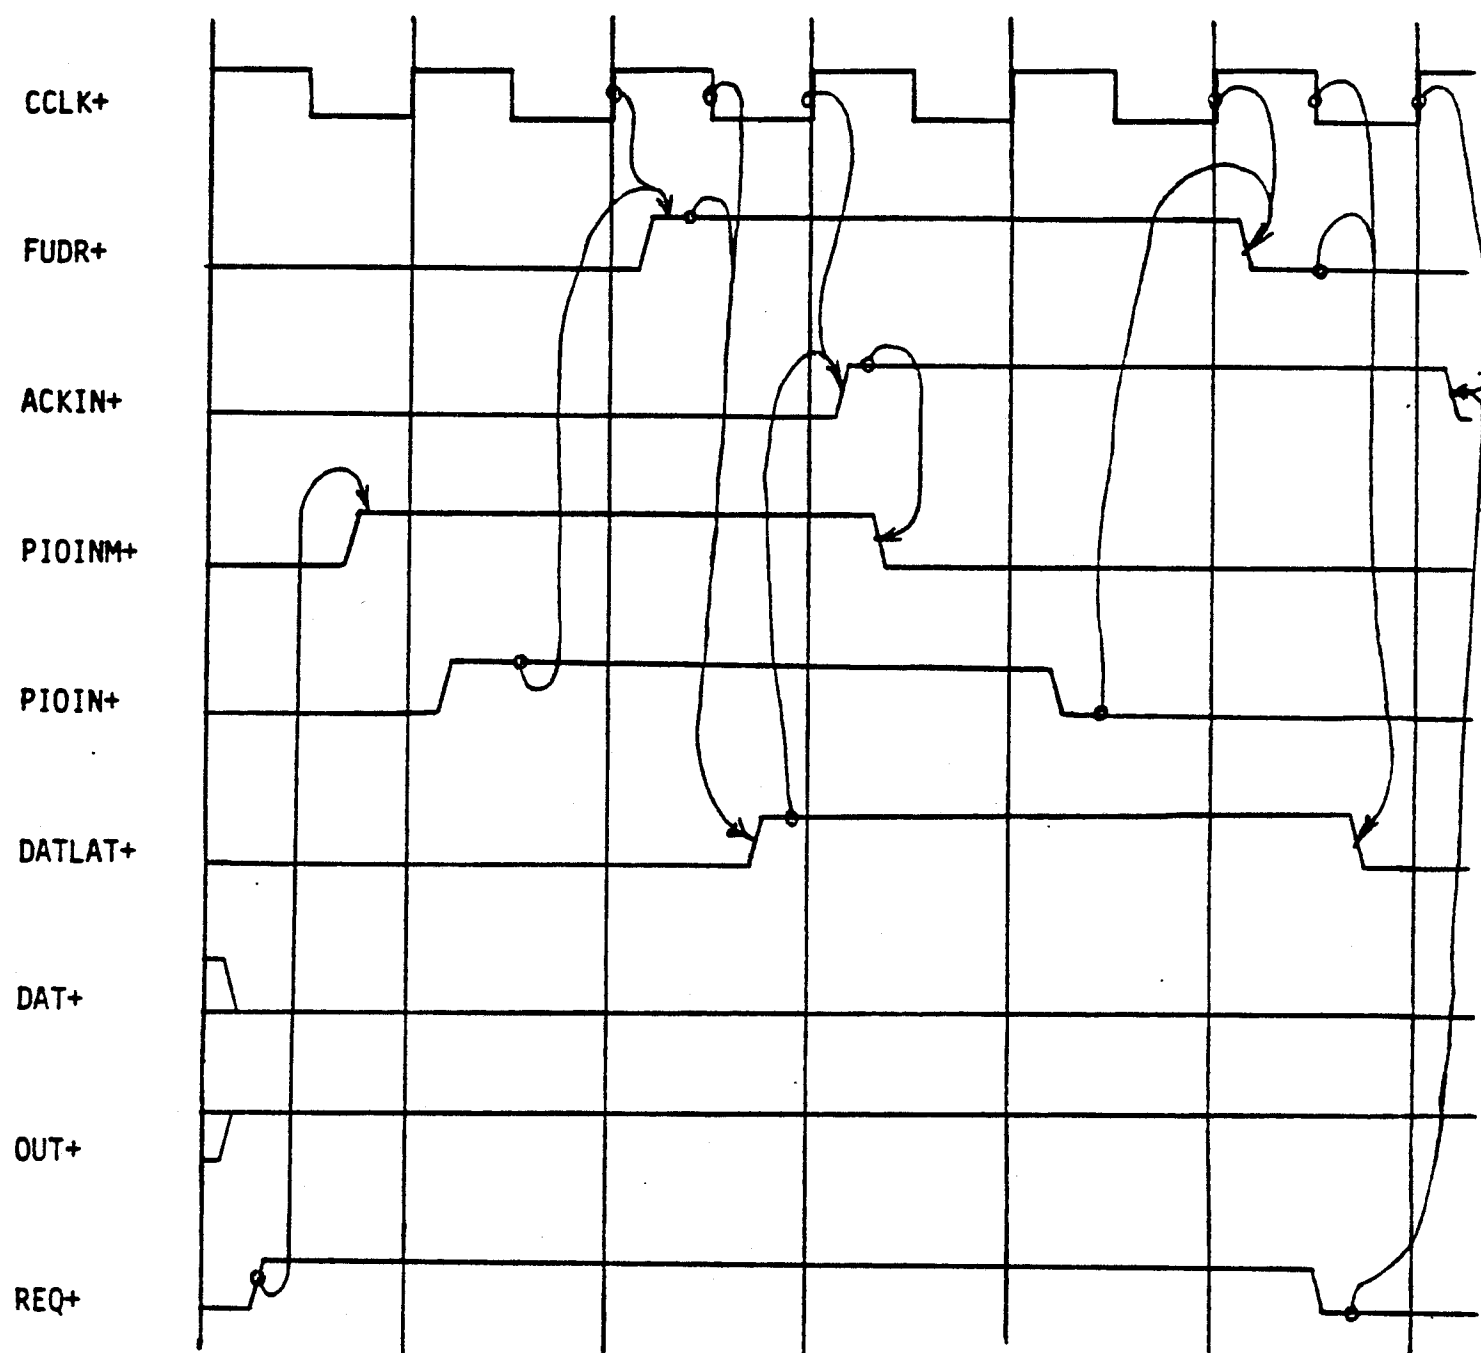 CCLK+
FUDR+
ACKIN+
PIOINM+
PIOIN+
DATLAT+
DAT+
OUT+
REQ+